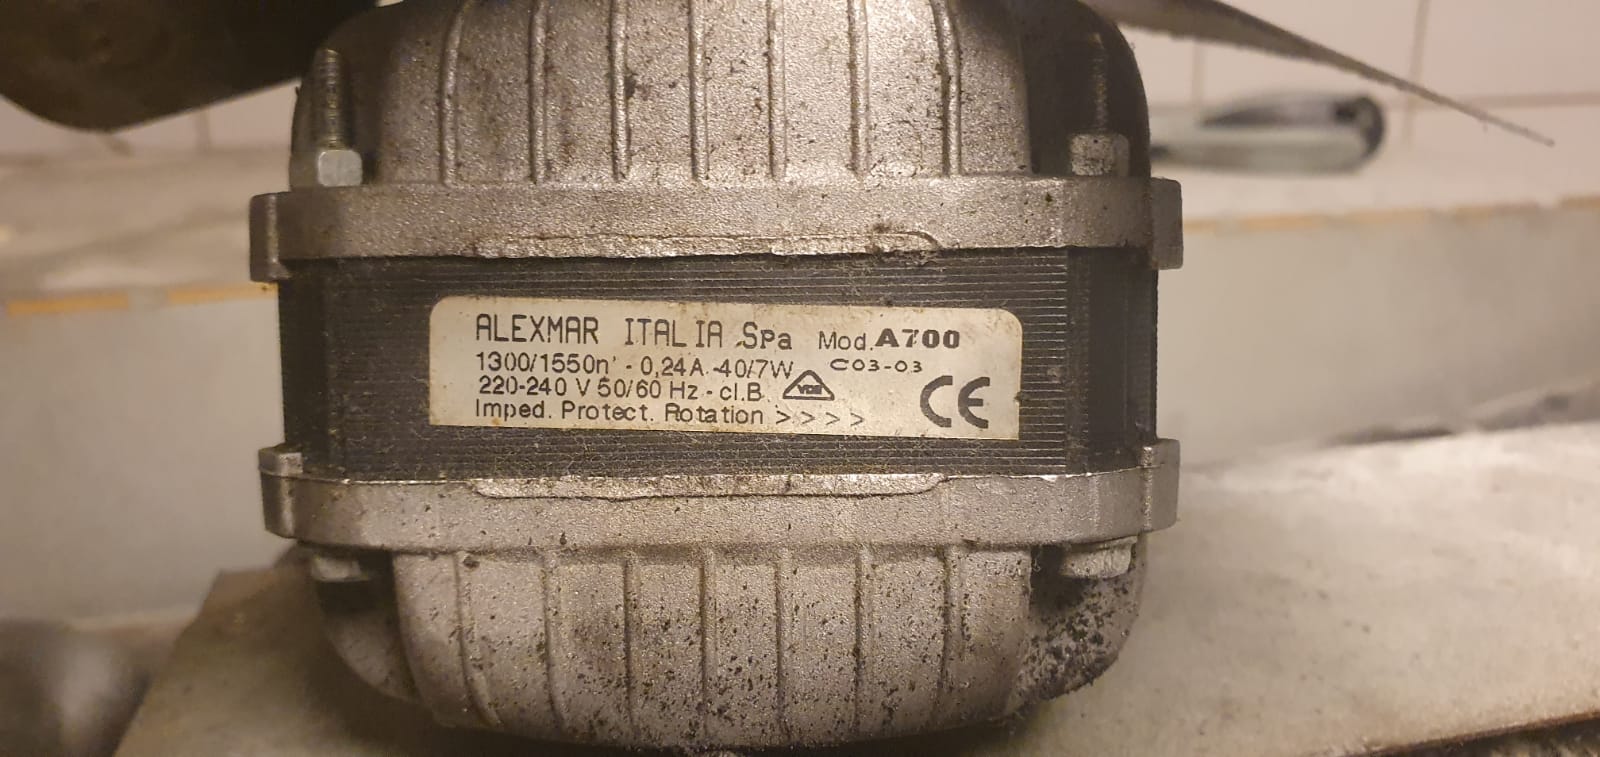 ALEXMAR ITALIA SPa Mod. A700
1300/1550n' - 0,24A -40/7W C03-03
220-240 V 50/60 Hz - cl.B. VDE CE
Imped. Protect. Rotation >>>>